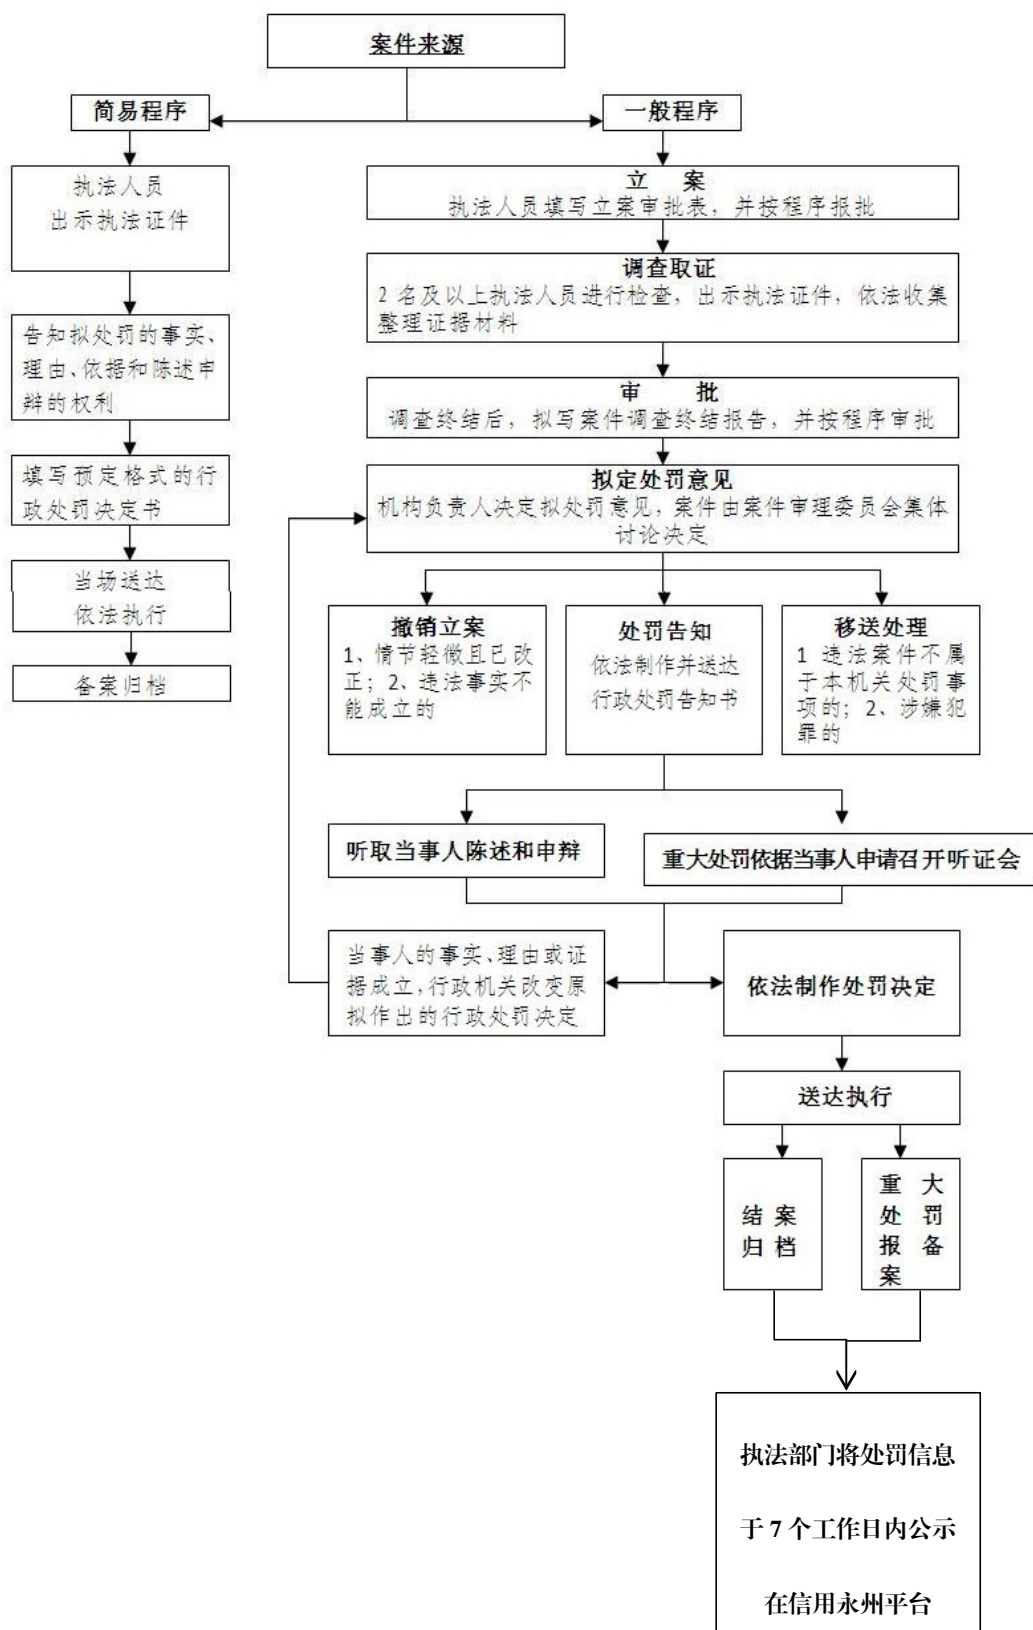 案件来源
简易程序
执法人员
出示执法证件
告知拟处罚的事实、
理由、依据和陈述申
辩的权利
填写预定格式的行
政处罚决定书
当场送达
依法执行
备案归档
一般程序
立 案
执法人员填写立案审批表，并按程序报批
调查取证
2 名及以上执法人员进行检查，出示执法证件，依法收集
整理证据材料
审 批
调查终结后，拟写案件调查终结报告，并按程序审批
拟定处罚意见
机构负责人决定拟处罚意见，案件由案件审理委员会集体
讨论决定
撤销立案
1、情节轻微且已改
正；2、违法事实不
能成立的
处罚告知
依法制作并送达
行政处罚告知书
移送处理
1 违法案件不属
于本机关处罚事
项的；2、涉嫌犯
罪的
听取当事人陈述和申辩
重大处罚依据当事人申请召开听证会
当事人的事实、理由或证
据成立，行政机关改变原
拟作出的行政处罚决定
依法制作处罚决定
送达执行
结 案
归 档
重 大
处 罚
报 备
案
执法部门将处罚信息
于 7 个工作日内公示
在信用永州平台